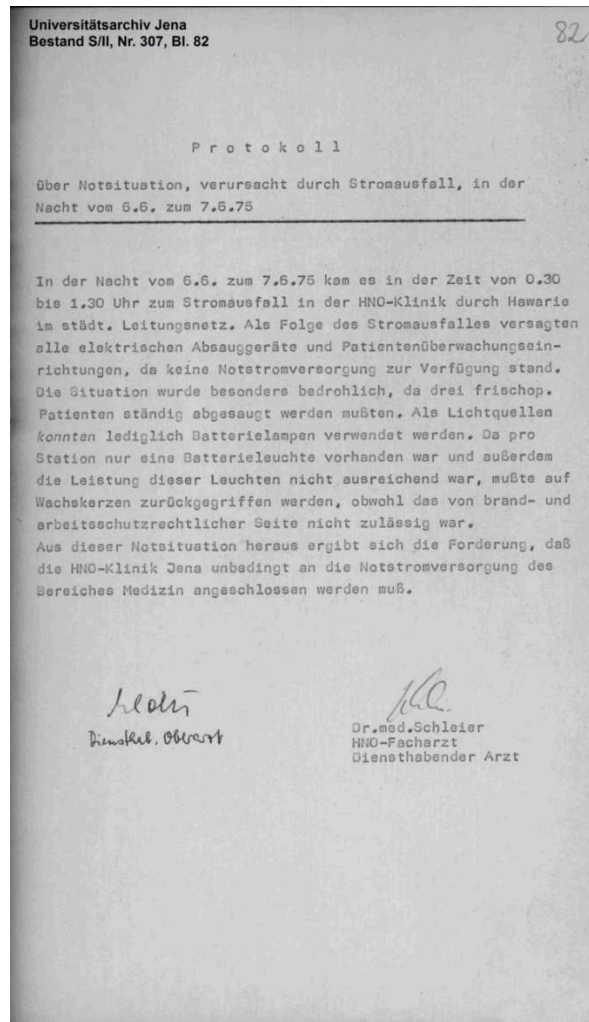 Universitätsarchiv Jena
Bestand S/II, Nr. 307, Bl. 82
82
Protokoll
über Notsituation, verursacht durch Stromausfall, in der
Nacht vom 6.6. zum 7.6.75
In der Nacht vom 6.6. zum 7.6.75 kam es in der Zeit von 0.30
bis 1.30 Uhr zum Stromausfall in der HNO-Klinik durch Hawarie
im städt. Leitungsnetz. Als Folge des Stromausfalles versagten
alle elektrischen Absauggeräte und Patientenüberwachungsein-
richtungen, da keine Notstromversorgung zur Verfügung stand.
Die Situation wurde besonders bedrohlich, da drei frischop.
Patienten ständig abgesaugt werden mußten. Als Lichtquellen
konnten lediglich Batterielampen verwendet werden. Da pro
Station nur eine Batterieleuchte vorhanden war und außerdem
die Leistung dieser Leuchten nicht ausreichend war, mußte auf
Wachskerzen zurückgegriffen werden, obwohl das von brand- und
arbeitsschutzrechtlicher Seite nicht zulässig war.
Aus dieser Notsituation heraus ergibt sich die Forderung, daß
die HNO-Klinik Jena unbedingt an die Notstromversorgung des
Bereiches Medizin angeschlossen werden muß.
Diensthab. Oberarzt
Dr.med.Schleier
HNO-Facharzt
Diensthabender Arzt